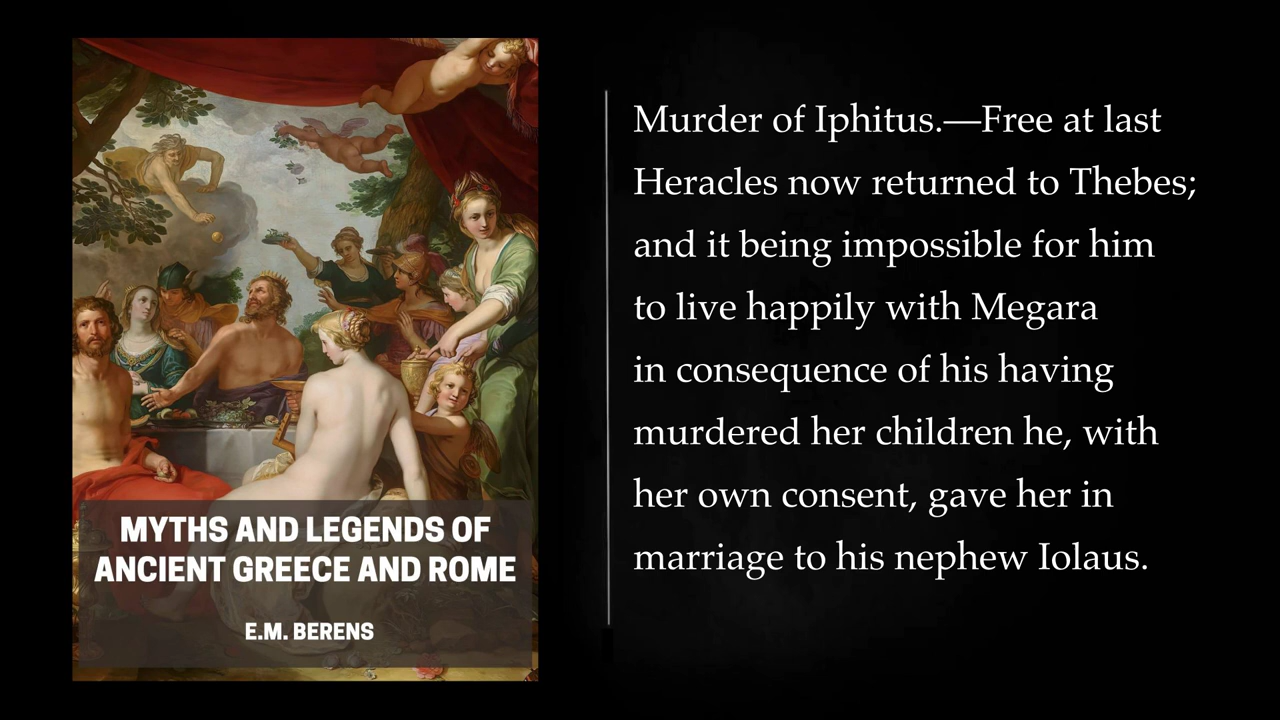 MYTHS AND LEGENDS OF
ANCIENT GREECE AND ROME
E.M. BERENS
Murder of Iphitus.—Free at last
Heracles now returned to Thebes;
and it being impossible for him
to live happily with Megara
in consequence of his having
murdered her children he, with
her own consent, gave her in
marriage to his nephew Iolaus.